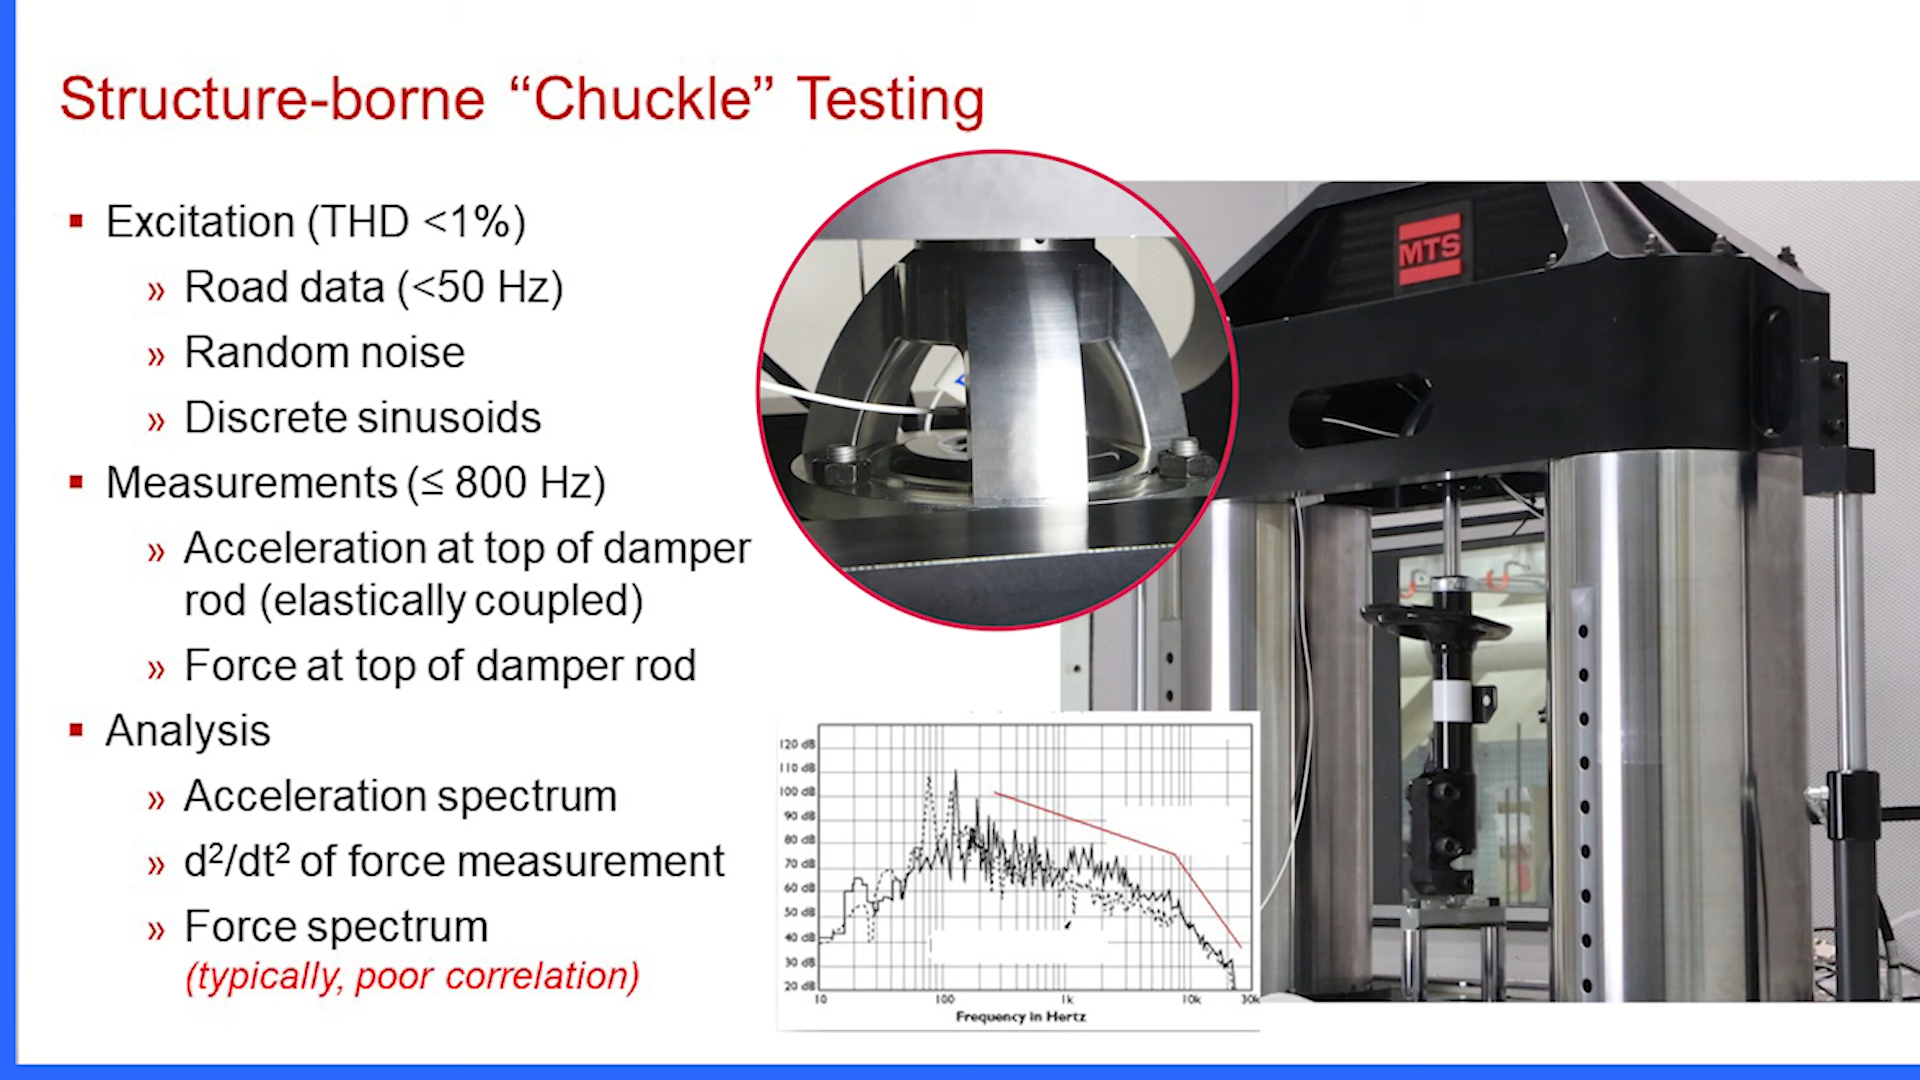 Structure-borne “Chuckle” Testing
▪ Excitation (THD <1%)
» Road data (<50 Hz)
» Random noise
» Discrete sinusoids
▪ Measurements (≤ 800 Hz)
» Acceleration at top of damper
rod (elastically coupled)
» Force at top of damper rod
▪ Analysis
» Acceleration spectrum
» d²/dt² of force measurement
» Force spectrum
(typically, poor correlation)
MTS
120 dB
110 dB
100 dB
90 dB
80 dB
70 dB
60 dB
50 dB
40 dB
30 dB
20 dB
10 100 1k 10k 30k
Frequency in Hertz